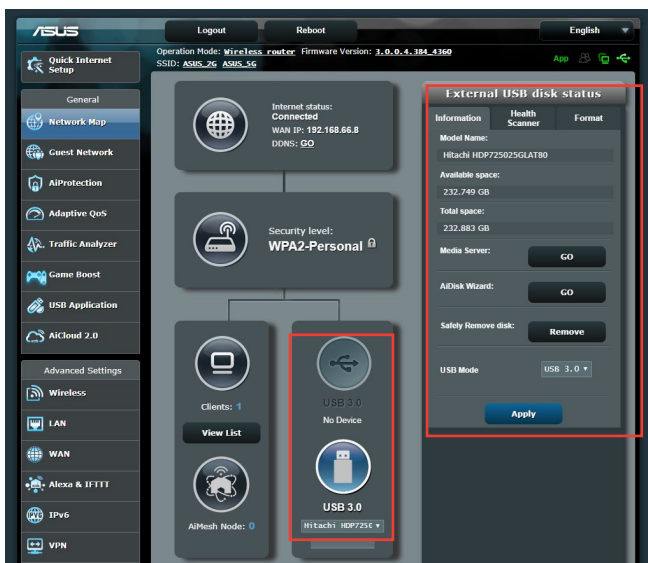 ASUS
Logout
Reboot
English
Operation Mode: Wireless router Firmware Version: 3.0.0.4.384_4360
SSID: ASUS_2G ASUS_5G
App
Quick Internet
Setup
General
Network Map
Guest Network
AiProtection
Adaptive QoS
Traffic Analyzer
Game Boost
USB Application
AiCloud 2.0
Advanced Settings
Wireless
LAN
WAN
Alexa & IFTTT
IPv6
VPN
Internet status:
Connected
WAN IP: 192.168.66.8
DDNS: GO
Security level:
WPA2-Personal
Clients: 1
View List
AiMesh Node: 0
USB 3.0
No Device
USB 3.0
Hitachi HDP725C
External USB disk status
Information
Health
Scanner
Format
Model Name:
Hitachi HDP725025GLAT80
Available space:
232.749 GB
Total space:
232.883 GB
Media Server:
GO
AiDisk Wizard:
GO
Safely Remove disk:
Remove
USB Mode
USB 3.0
Apply